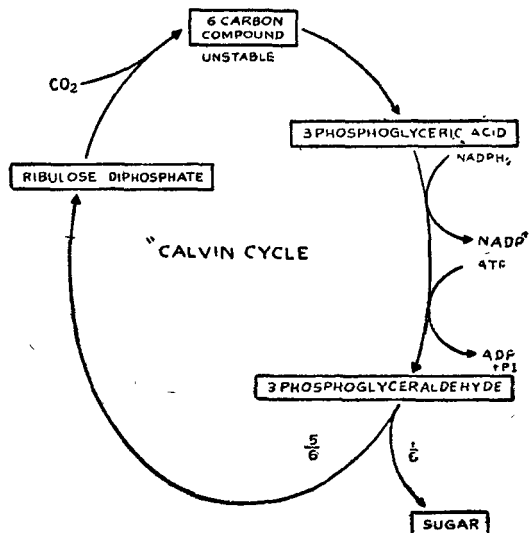 6 CARBON
COMPOUND
UNSTABLE
CO₂
3 PHOSPHOGLYCERIC ACID
NADPH₂
RIBULOSE DIPHOSPHATE
NADP⁺
"CALVIN CYCLE
ATP
ADP
+PI
3 PHOSPHOGLYCERALDEHYDE
5/6
1/6
SUGAR